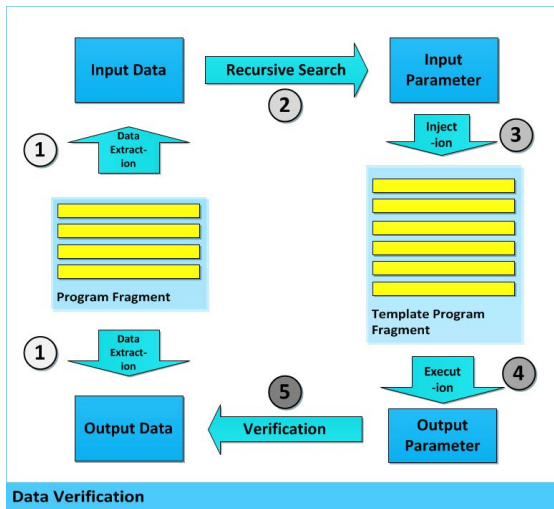 Input Data
Recursive Search
Input
Parameter
2
1
Data
Extract-
ion
Inject
-ion
3
Program Fragment
Template Program
Fragment
1
Data
Extract-
ion
Execut
-ion
4
5
Output Data
Verification
Output
Parameter
Data Verification